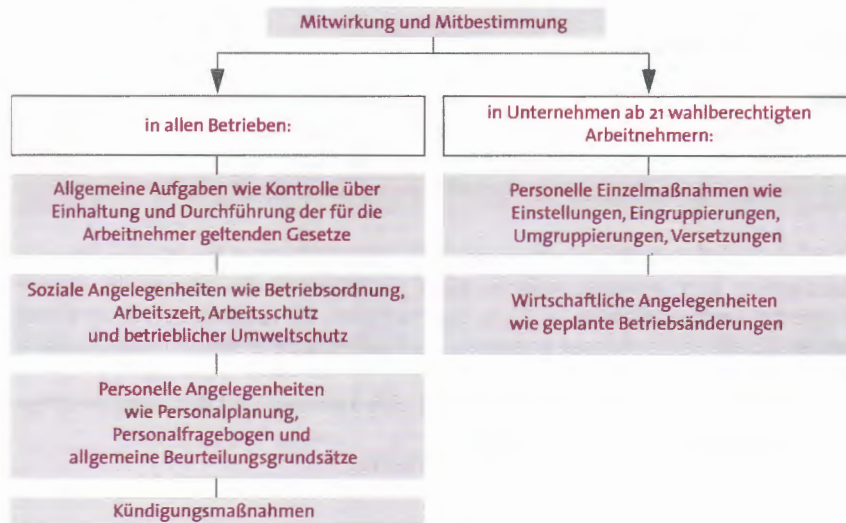 Mitwirkung und Mitbestimmung
in allen Betrieben:
Allgemeine Aufgaben wie Kontrolle über
Einhaltung und Durchführung der für die
Arbeitnehmer geltenden Gesetze
Soziale Angelegenheiten wie Betriebsordnung,
Arbeitszeit, Arbeitsschutz
und betrieblicher Umweltschutz
Personelle Angelegenheiten
wie Personalplanung,
Personalfragebogen und
allgemeine Beurteilungsgrundsätze
Kündigungsmaßnahmen
in Unternehmen ab 21 wahlberechtigten
Arbeitnehmern:
Personelle Einzelmaßnahmen wie
Einstellungen, Eingruppierungen,
Umgruppierungen, Versetzungen
Wirtschaftliche Angelegenheiten
wie geplante Betriebsänderungen